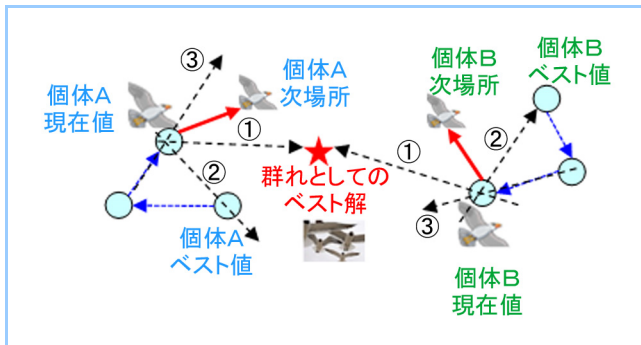 ③
個体A
次場所
個体A
現在値
①
②
個体A
ベスト値
群れとしての
ベスト解
個体B
次場所
個体B
ベスト値
②
①
③
個体B
現在値